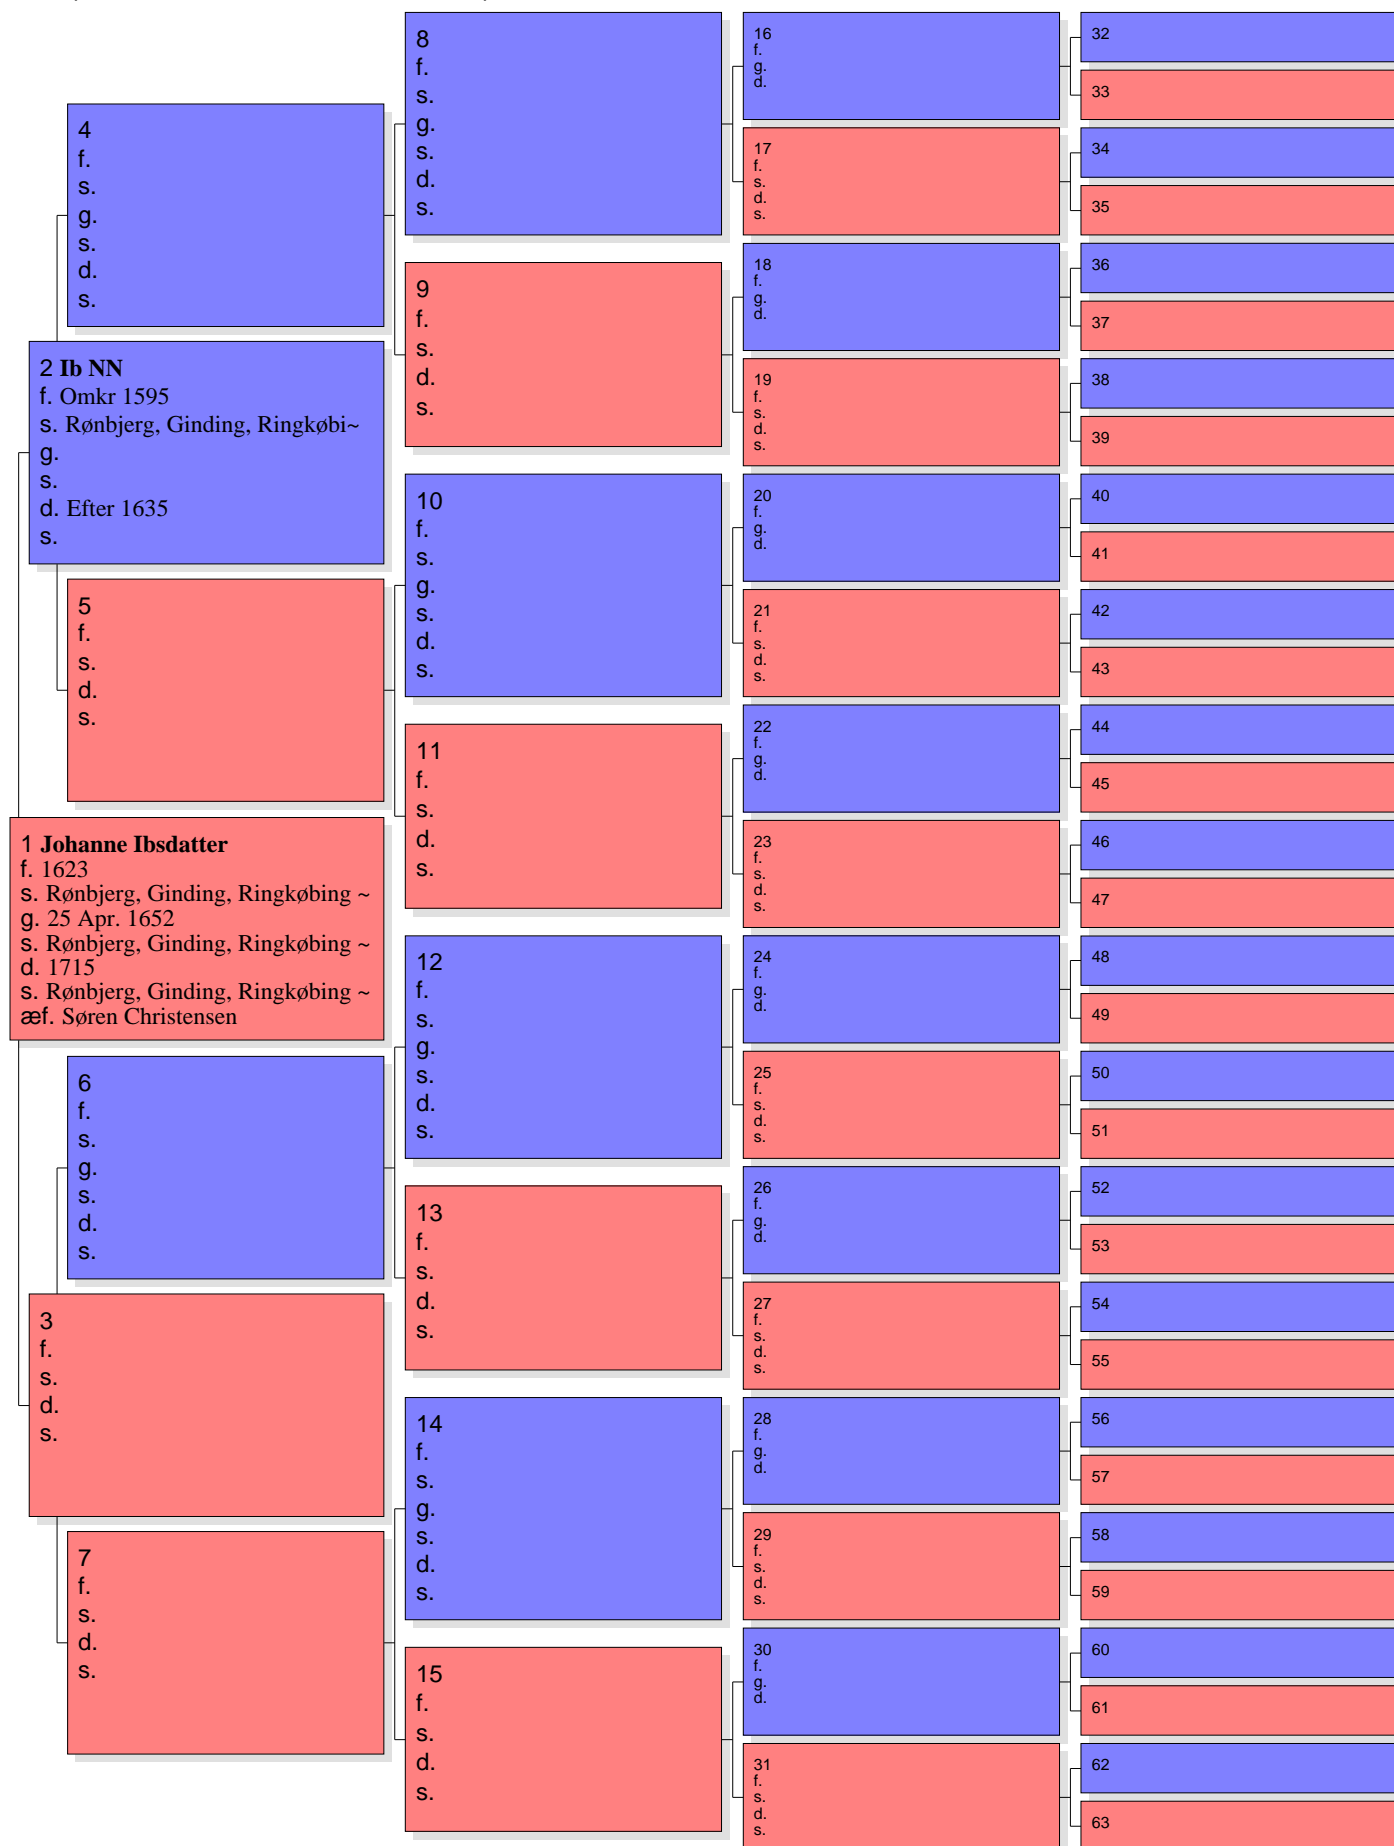 8
f.
s.
g.
s.
d.
s.
16
f.
g.
d.
32
33
4
f.
s.
g.
s.
d.
s.
17
f.
s.
d.
s.
34
35
9
f.
s.
d.
s.
18
f.
g.
d.
36
37
2 Ib NN
f. Omkr 1595
s. Rønbjerg, Ginding, Ringkøbi~
g.
s.
d. Efter 1635
s.
19
f.
s.
d.
s.
38
39
10
f.
s.
g.
s.
d.
s.
20
f.
g.
d.
40
41
5
f.
s.
d.
s.
21
f.
s.
d.
s.
42
43
11
f.
s.
d.
s.
22
f.
g.
d.
44
45
1 Johanne Ibsdatter
f. 1623
s. Rønbjerg, Ginding, Ringkøbing ~
g. 25 Apr. 1652
s. Rønbjerg, Ginding, Ringkøbing ~
d. 1715
s. Rønbjerg, Ginding, Ringkøbing ~
æf. Søren Christensen
23
f.
s.
d.
s.
46
47
12
f.
s.
g.
s.
d.
s.
24
f.
g.
d.
48
49
6
f.
s.
g.
s.
d.
s.
25
f.
s.
d.
s.
50
51
13
f.
s.
d.
s.
26
f.
g.
d.
52
53
3
f.
s.
d.
s.
27
f.
s.
d.
s.
54
55
14
f.
s.
g.
s.
d.
s.
28
f.
g.
d.
56
57
7
f.
s.
d.
s.
29
f.
s.
d.
s.
58
59
15
f.
s.
d.
s.
30
f.
g.
d.
60
61
31
f.
s.
d.
s.
62
63